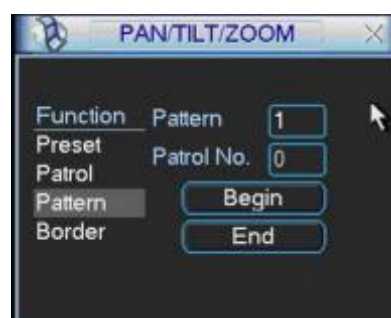 PAN/TILT/ZOOM
Function
Preset
Patrol
Pattern
Border
Pattern 1
Patrol No. 0
Begin
End